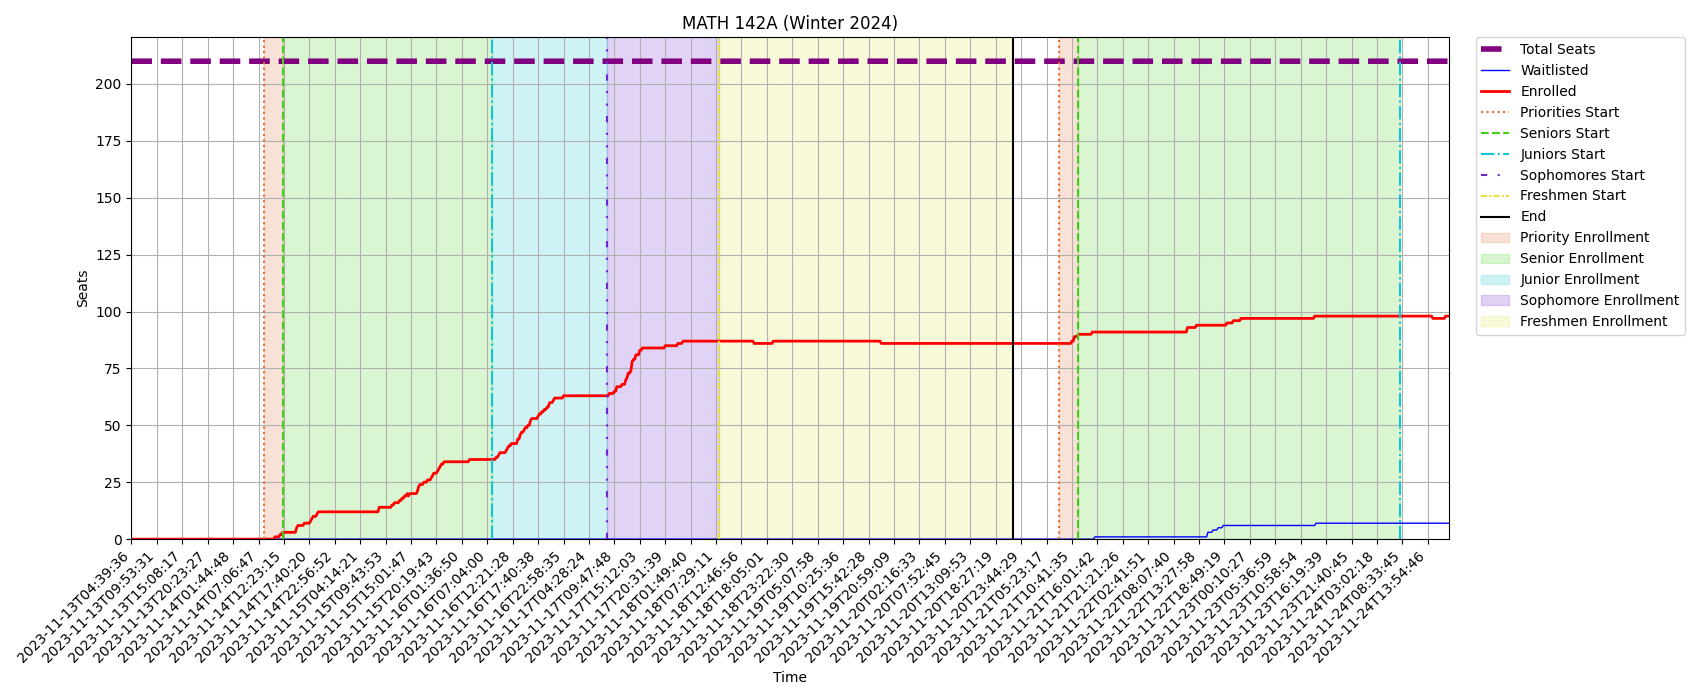 MATH 142A (Winter 2024)
Seats
200
175
150
125
100
75
50
25
0
2023-11-13T04:39:36
2023-11-13T09:53:31
2023-11-13T15:08:17
2023-11-13T20:23:27
2023-11-14T01:44:48
2023-11-14T07:06:47
2023-11-14T12:23:15
2023-11-14T17:40:20
2023-11-14T22:56:52
2023-11-15T04:14:21
2023-11-15T09:43:53
2023-11-15T15:01:47
2023-11-15T20:19:43
2023-11-16T01:36:50
2023-11-16T07:04:00
2023-11-16T12:21:28
2023-11-16T17:40:38
2023-11-16T22:58:35
2023-11-17T04:28:24
2023-11-17T09:47:48
2023-11-17T15:12:03
2023-11-17T20:31:39
2023-11-18T01:49:40
2023-11-18T07:29:11
2023-11-18T12:46:56
2023-11-18T18:05:01
2023-11-18T23:22:30
2023-11-19T05:07:58
2023-11-19T10:25:36
2023-11-19T15:42:28
2023-11-19T20:59:09
2023-11-20T02:16:33
2023-11-20T07:52:45
2023-11-20T13:09:53
2023-11-20T18:27:19
2023-11-20T23:44:29
2023-11-21T05:23:17
2023-11-21T10:41:35
2023-11-21T16:01:42
2023-11-21T21:21:26
2023-11-22T02:41:51
2023-11-22T08:07:40
2023-11-22T13:27:58
2023-11-22T18:49:19
2023-11-23T00:10:27
2023-11-23T05:36:59
2023-11-23T10:58:54
2023-11-23T16:19:39
2023-11-23T21:40:45
2023-11-24T03:02:18
2023-11-24T08:33:45
2023-11-24T13:54:46
Time
Total Seats
Waitlisted
Enrolled
Priorities Start
Seniors Start
Juniors Start
Sophomores Start
Freshmen Start
End
Priority Enrollment
Senior Enrollment
Junior Enrollment
Sophomore Enrollment
Freshmen Enrollment